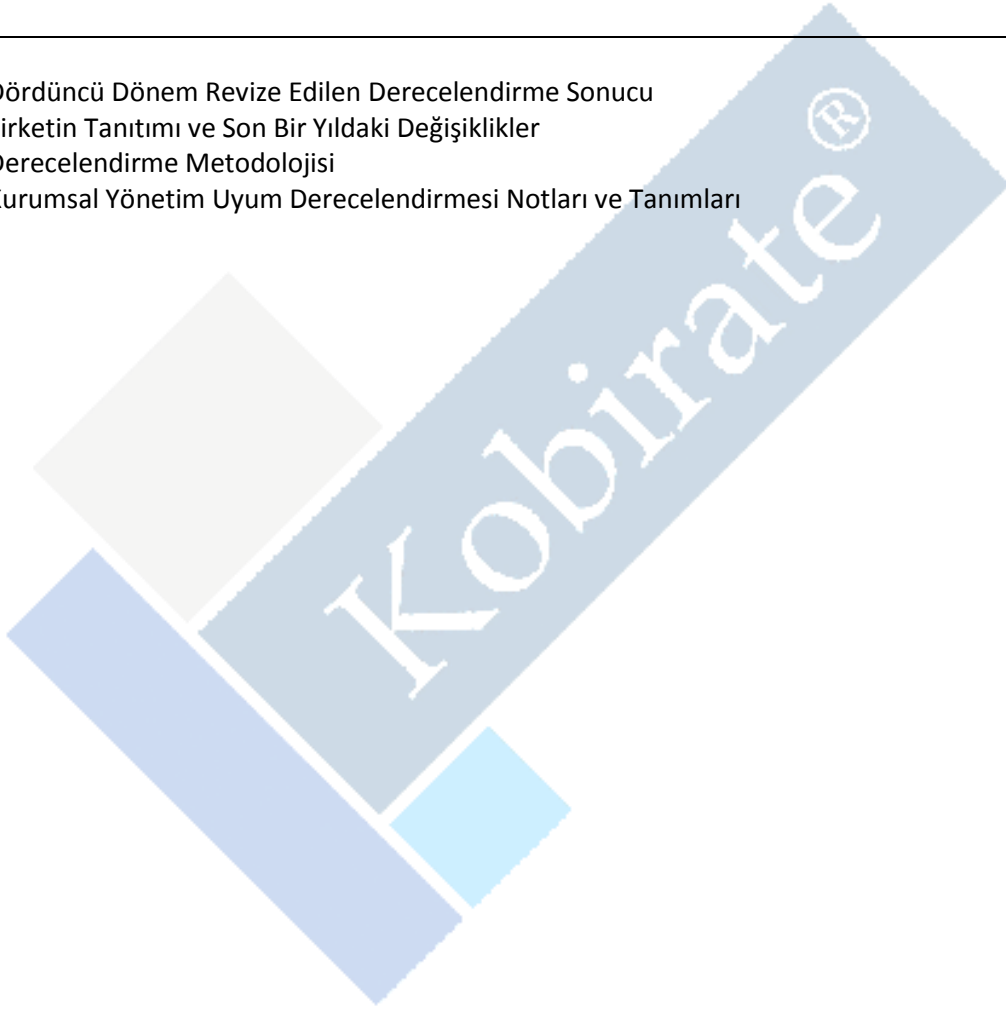 Dördüncü Dönem Revize Edilen Derecelendirme Sonucu
irketin Tanıtımı ve Son Bir Yıldaki Değişiklikler
Derecelendirme Metodolojisi
Kurumsal Yönetim Uyum Derecelendirmesi Notları ve Tanımları
Kobirate ®